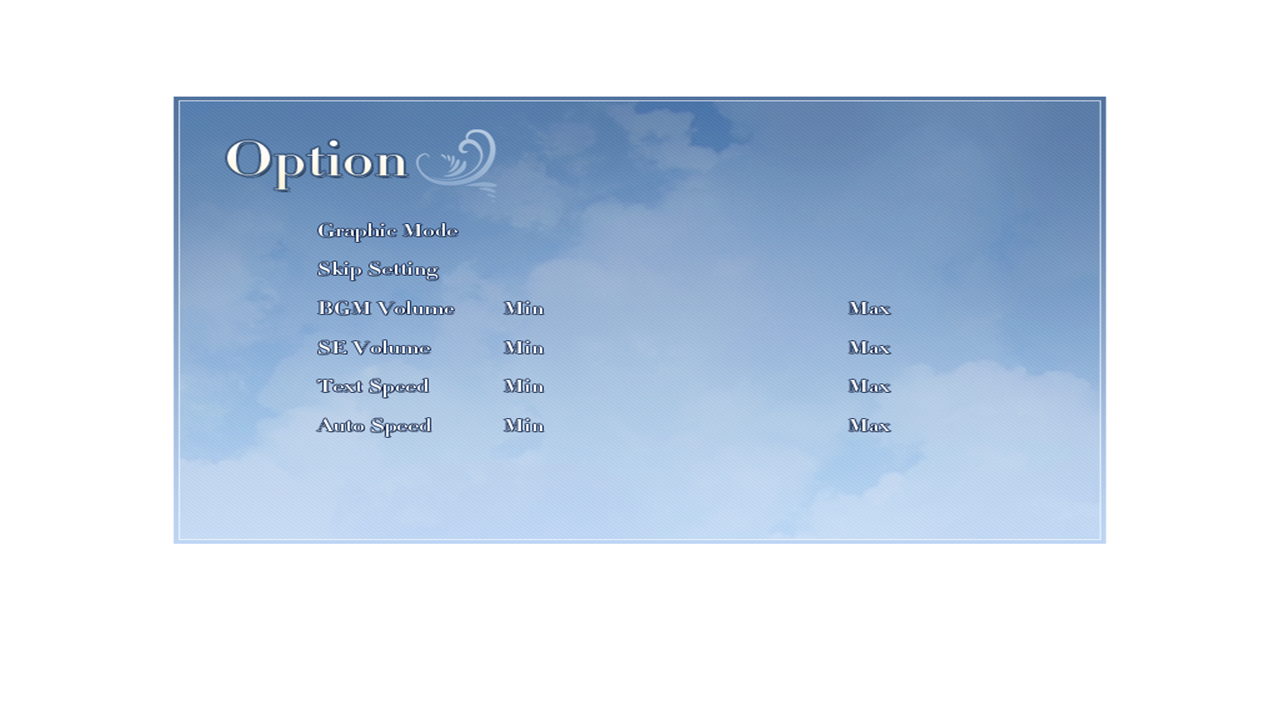 Option
Graphic Mode
Skip Setting
BGM Volume Min Max
SE Volume Min Max
Text Speed Min Max
Auto Speed Min Max